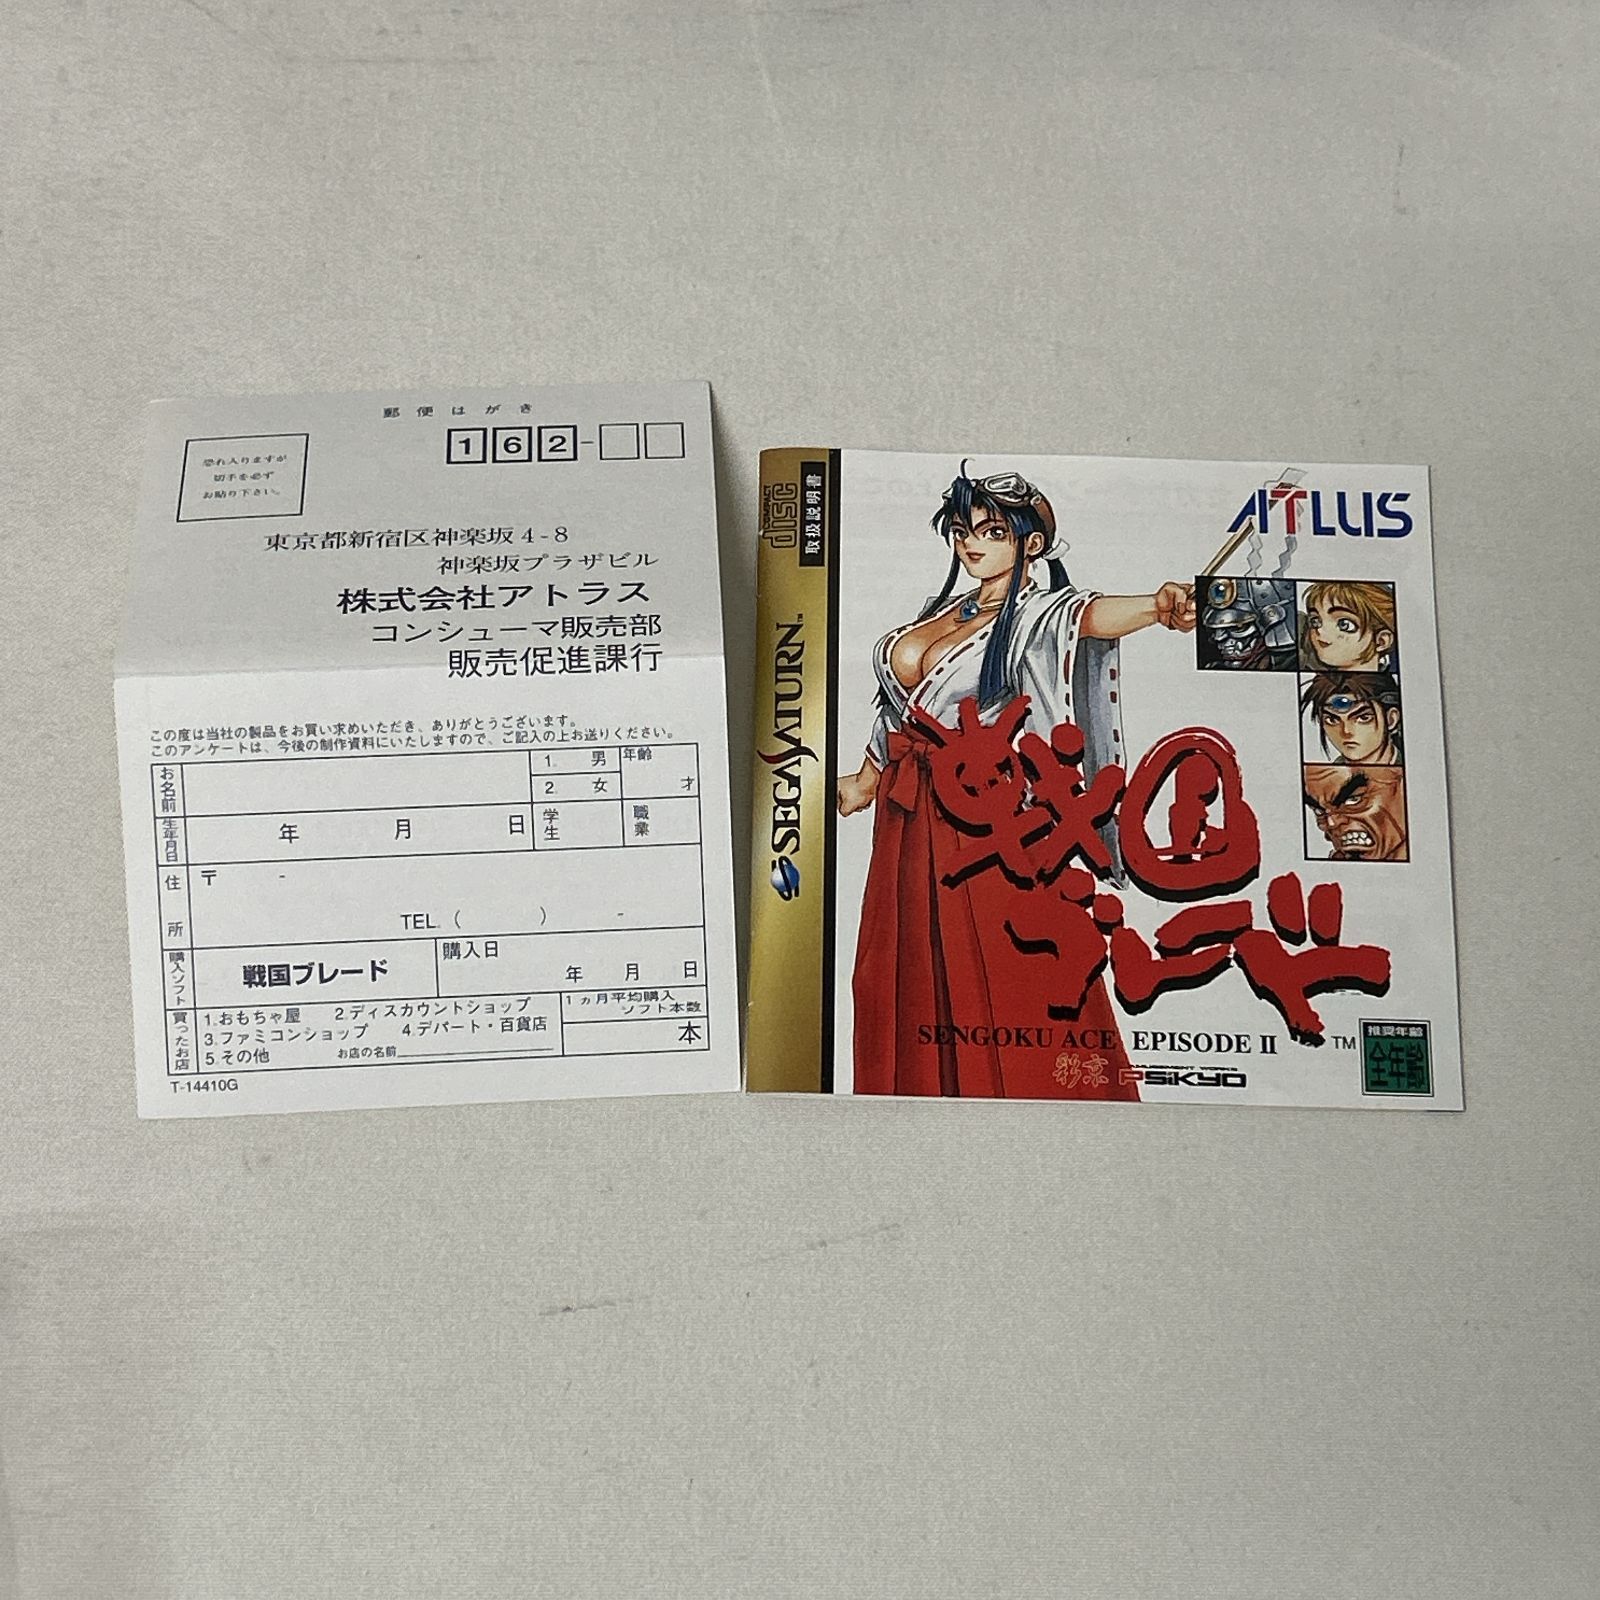 郵便はがき
恐れ入りますが
切手を必ず
お貼り下さい。
162-
東京都新宿区神楽坂4-8
神楽坂プラザビル
株式会社アトラス
コンシューマ販売部
販売促進課行
この度は当社の製品をお買い求めいただき、ありがとうございます。
このアンケートは、今後の制作資料にいたしますので、ご記入の上お送りください。
お名前
1. 男
2. 女
年齢
才
生年月日
年 月 日
学生
職業
住所
〒 -
TEL. ( ) -
購入ソフト
戦国ブレード
購入日
年 月 日
買ったお店
1.おもちゃ屋 2.ディスカウントショップ
3.ファミコンショップ 4.デパート・百貨店
5.その他 お店の名前
1ヵ月平均購入
ソフト本数
本
T-14410G
COMPACT
disc
取扱説明書
SEGA SATURN™
ATLUS
戦国
ブレード
SENGOKU ACE EPISODE II ™
彩京
AMUSEMENT WORKS
PSIKYO
推奨年齢
全年齢